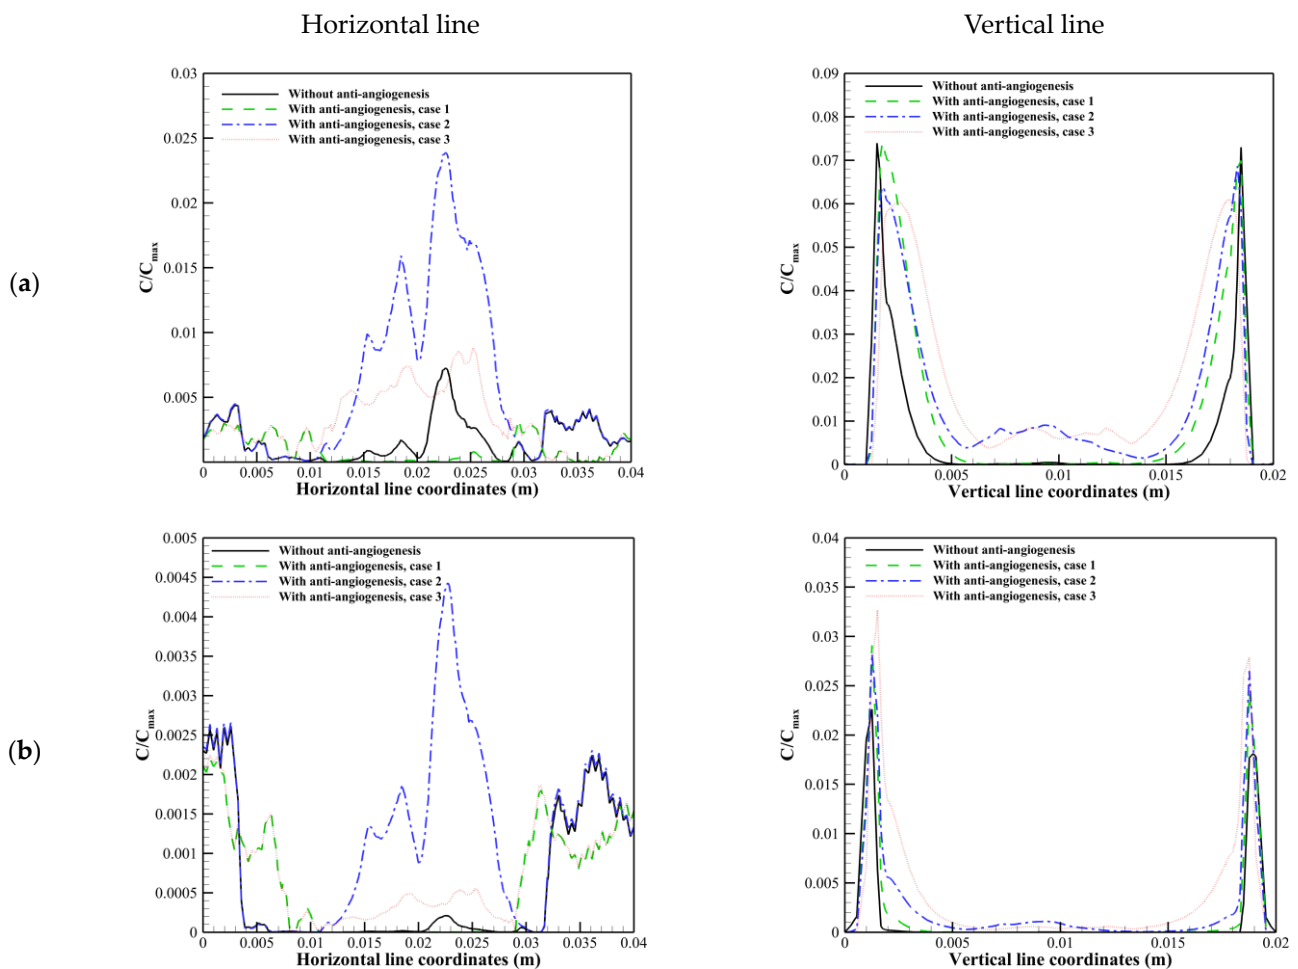 Horizontal line
Vertical line
(a)
0.03
0.025
0.02
0.015
0.01
0.005
C/Cmax
Without anti-angiogenesis
With anti-angiogenesis, case 1
With anti-angiogenesis, case 2
With anti-angiogenesis, case 3
0 0.005 0.01 0.015 0.02 0.025 0.03 0.035 0.04
Horizontal line coordinates (m)
0.09
0.08
0.07
0.06
0.05
0.04
0.03
0.02
0.01
0
C/Cmax
Without anti-angiogenesis
With anti-angiogenesis, case 1
With anti-angiogenesis, case 2
With anti-angiogenesis, case 3
0 0.005 0.01 0.015 0.02
Vertical line coordinates (m)
(b)
0.005
0.0045
0.004
0.0035
0.003
0.0025
0.002
0.0015
0.001
0.0005
0
C/Cmax
Without anti-angiogenesis
With anti-angiogenesis, case 1
With anti-angiogenesis, case 2
With anti-angiogenesis, case 3
0 0.005 0.01 0.015 0.02 0.025 0.03 0.035 0.04
Horizontal line coordinates (m)
0.04
0.035
0.03
0.025
0.02
0.015
0.01
0.005
0
C/Cmax
Without anti-angiogenesis
With anti-angiogenesis, case 1
With anti-angiogenesis, case 2
With anti-angiogenesis, case 3
0 0.005 0.01 0.015 0.02
Vertical line coordinates (m)